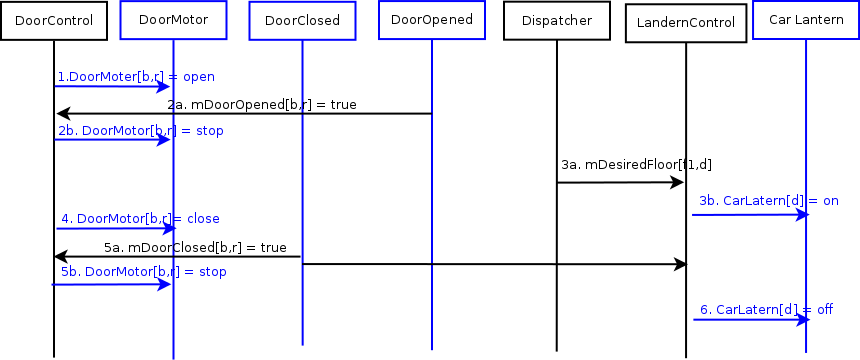 DoorControl
DoorMotor
DoorClosed
DoorOpened
Dispatcher
LandernControl
Car Lantern
1.DoorMoter[b,r] = open
2a. mDoorOpened[b,r] = true
2b. DoorMotor[b,r] = stop
3a. mDesiredFloor[f1,d]
3b. CarLatern[d] = on
4. DoorMotor[b,r]= close
5a. mDoorClosed[b,r] = true
5b. DoorMotor[b,r] = stop
6. CarLatern[d] = off